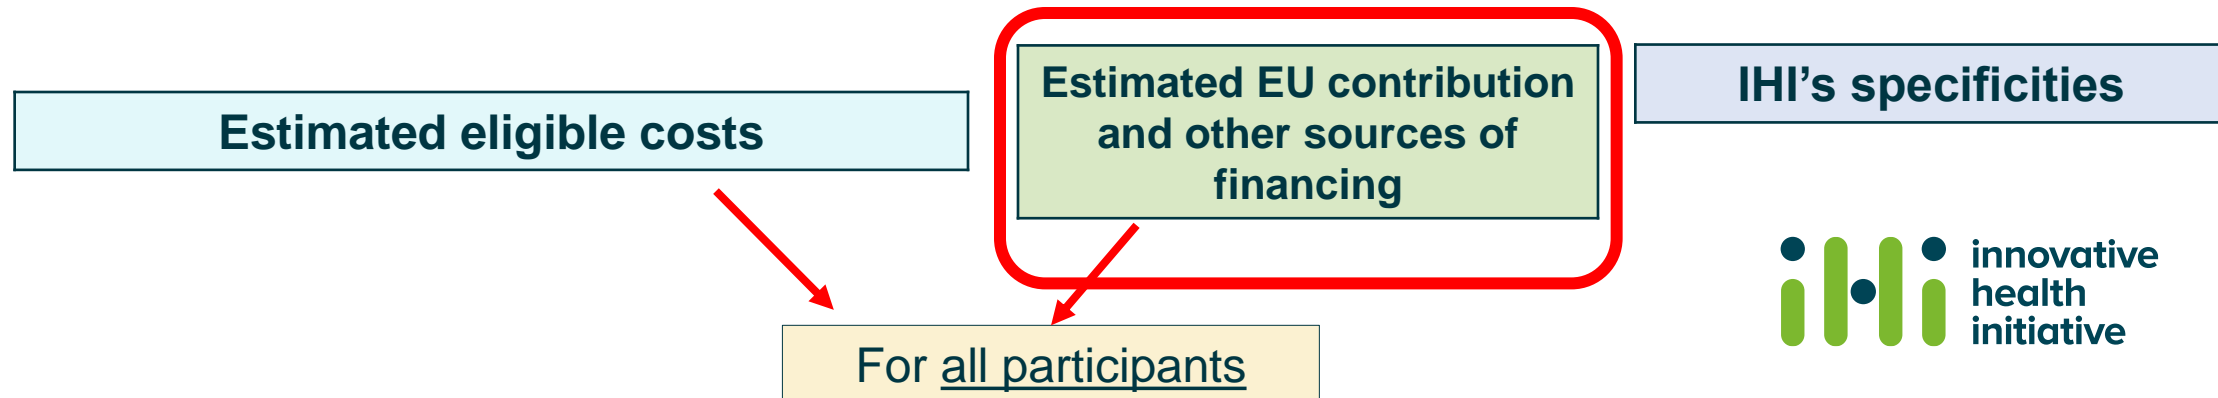 Estimated eligible costs
Estimated EU contribution
and other sources of
financing
IHI's specificities
For all participants
iHi
innovative
health
initiative